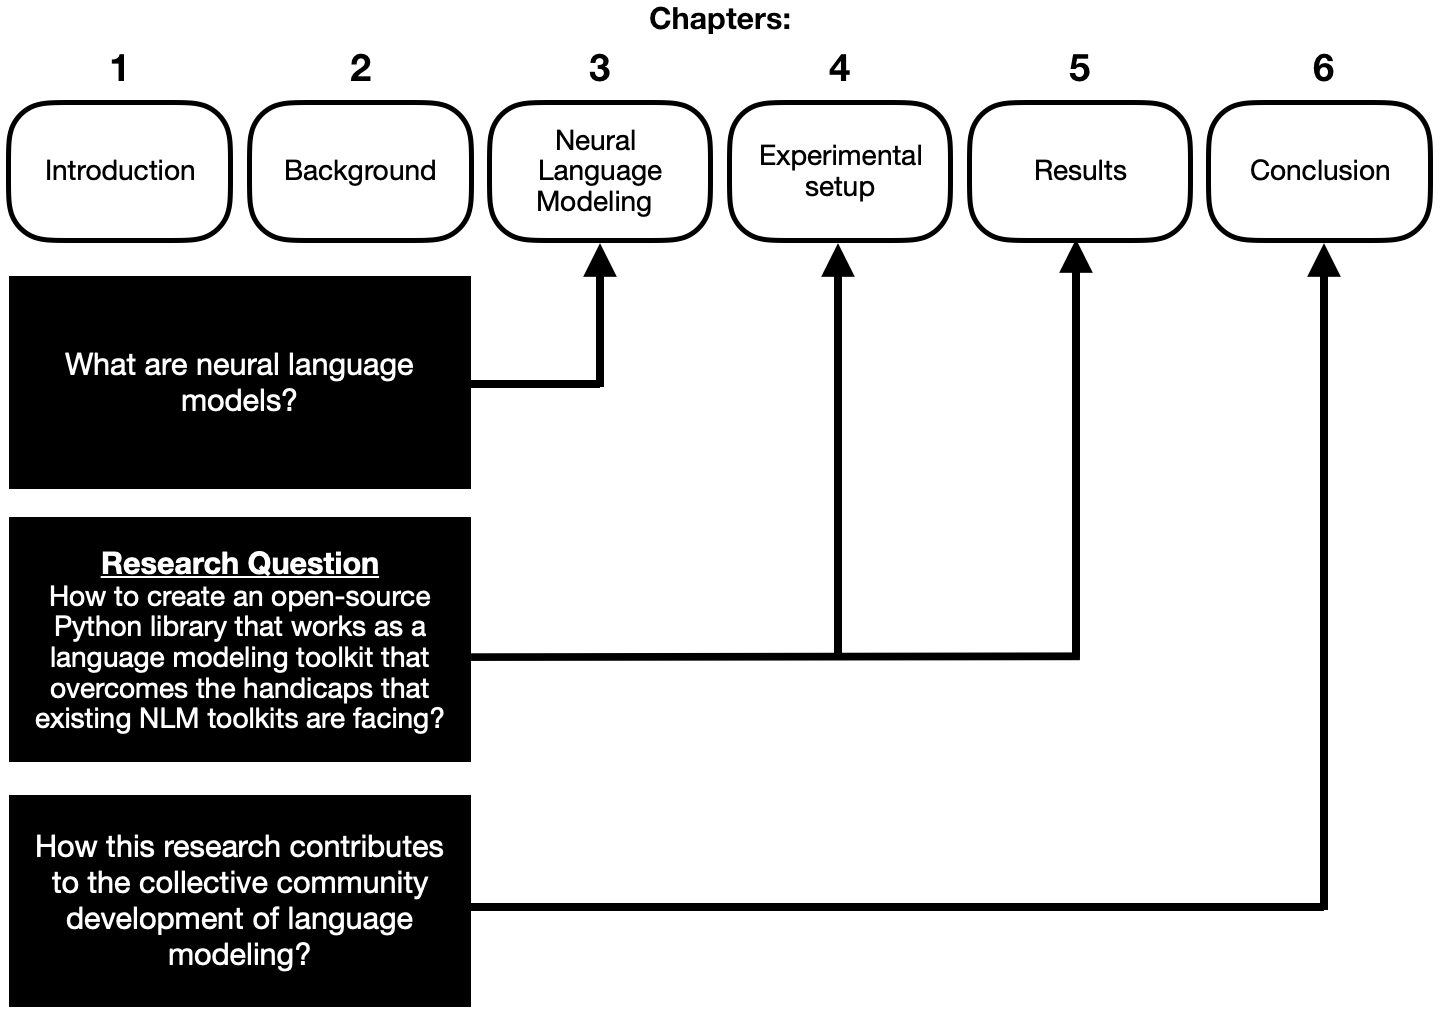 Chapters:
1 2 3 4 5 6
Introduction
Background
Neural
Language
Modeling
Experimental
setup
Results
Conclusion
What are neural language
models?
Research Question
How to create an open-source
Python library that works as a
language modeling toolkit that
overcomes the handicaps that
existing NLM toolkits are facing?
How this research contributes
to the collective community
development of language
modeling?